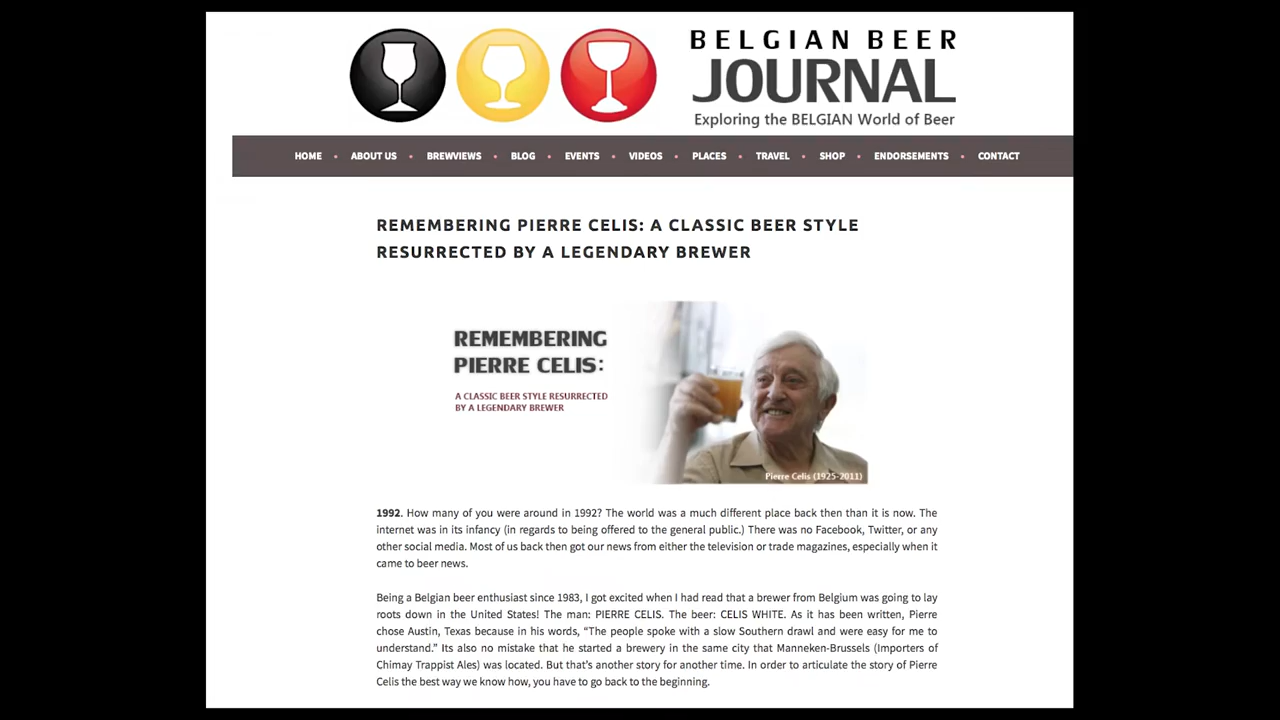 BELGIAN BEER
JOURNAL
Exploring the BELGIAN World of Beer
HOME • ABOUT US • BREWVIEWS • BLOG • EVENTS • VIDEOS • PLACES • TRAVEL • SHOP • ENDORSEMENTS • CONTACT
REMEMBERING PIERRE CELIS: A CLASSIC BEER STYLE
RESURRECTED BY A LEGENDARY BREWER
REMEMBERING
PIERRE CELIS:
A CLASSIC BEER STYLE RESURRECTED
BY A LEGENDARY BREWER
Pierre Celis (1925-2011)
1992. How many of you were around in 1992? The world was a much different place back then than it is now. The
internet was in its infancy (in regards to being offered to the general public.) There was no Facebook, Twitter, or any
other social media. Most of us back then got our news from either the television or trade magazines, especially when it
came to beer news.
Being a Belgian beer enthusiast since 1983, I got excited when I had read that a brewer from Belgium was going to lay
roots down in the United States! The man: PIERRE CELIS. The beer: CELIS WHITE. As it has been written, Pierre
chose Austin, Texas because in his words, “The people spoke with a slow Southern drawl and were easy for me to
understand.” Its also no mistake that he started a brewery in the same city that Manneken-Brussels (Importers of
Chimay Trappist Ales) was located. But that’s another story for another time. In order to articulate the story of Pierre
Celis the best way we know how, you have to go back to the beginning.